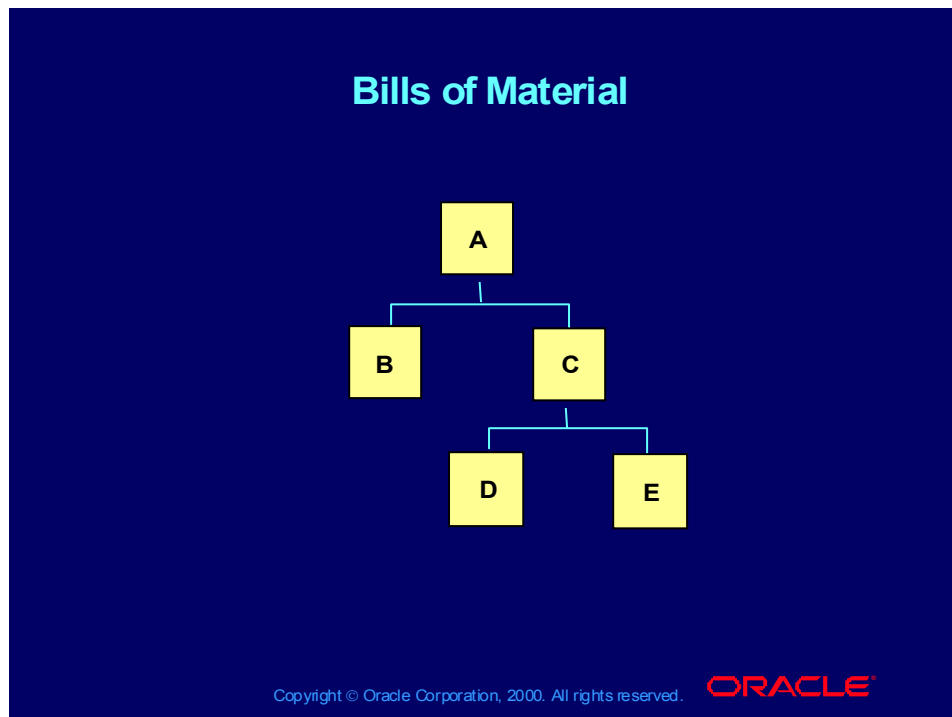 Bills of Material
A
B C
D E
Copyright © Oracle Corporation, 2000. All rights reserved. ORACLE®